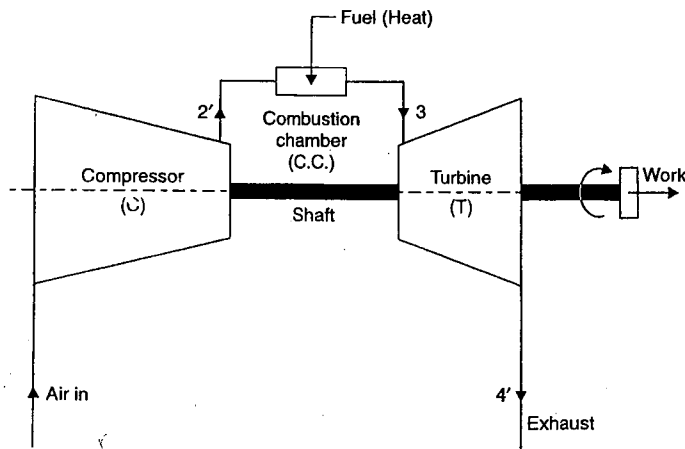 Fuel (Heat)
2′
3
Combustion
chamber
(C.C.)
Compressor
(C)
Turbine
(T)
Work
Shaft
Air in
4′
Exhaust